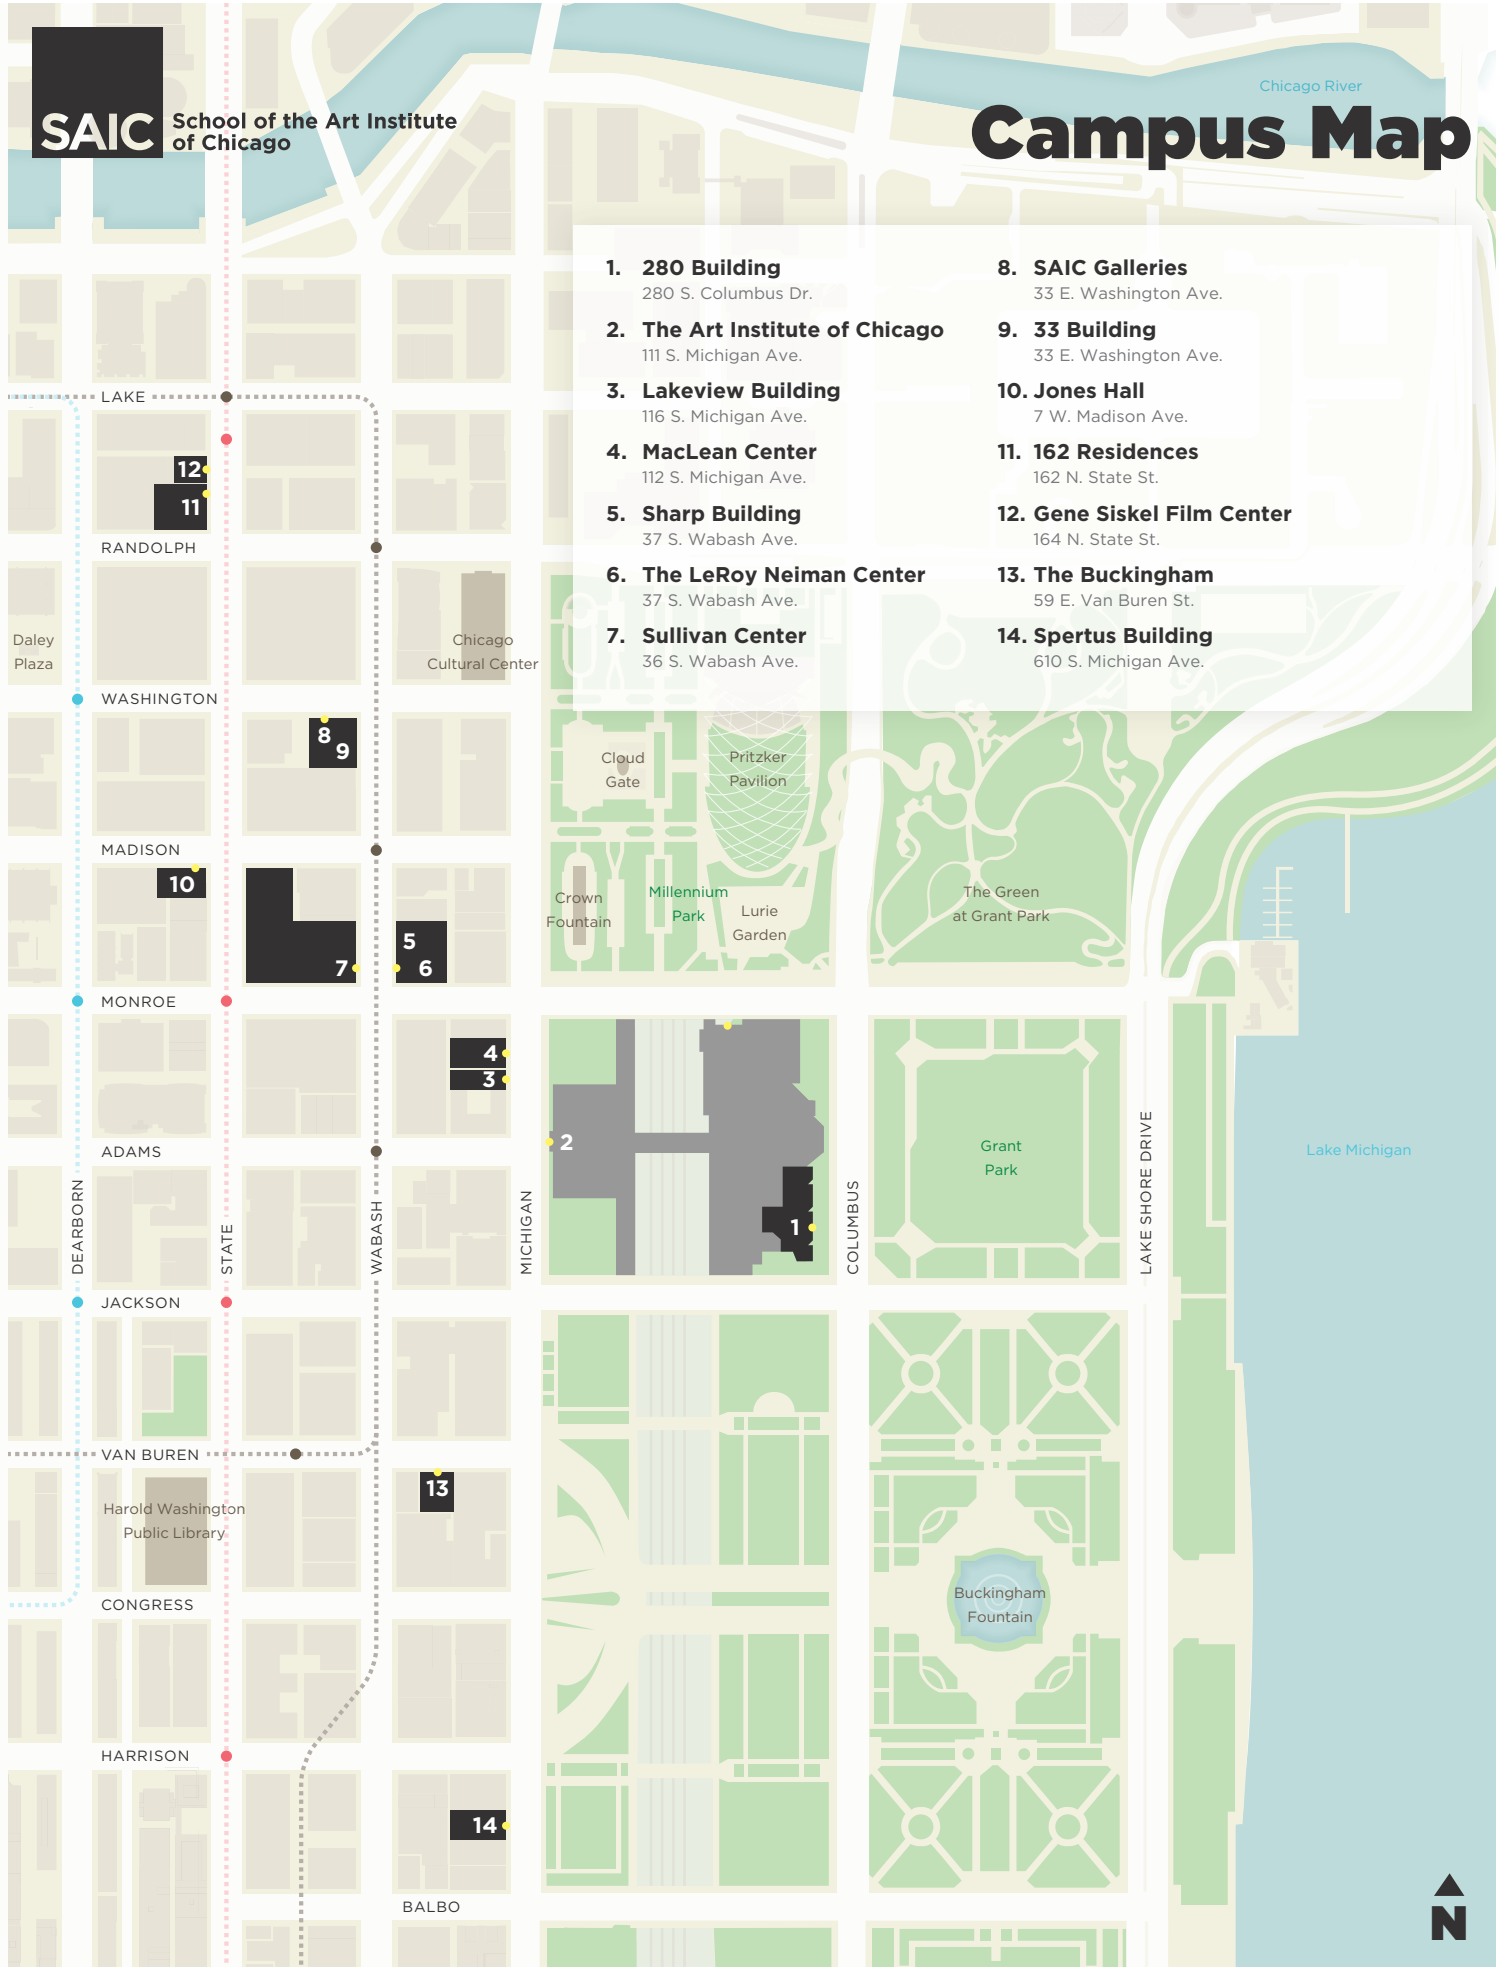 SAIC
School of the Art Institute
of Chicago
Chicago River
Campus Map
1. 280 Building
280 S. Columbus Dr.
2. The Art Institute of Chicago
111 S. Michigan Ave.
3. Lakeview Building
116 S. Michigan Ave.
4. MacLean Center
112 S. Michigan Ave.
5. Sharp Building
37 S. Wabash Ave.
6. The LeRoy Neiman Center
37 S. Wabash Ave.
7. Sullivan Center
36 S. Wabash Ave.
8. SAIC Galleries
33 E. Washington Ave.
9. 33 Building
33 E. Washington Ave.
10. Jones Hall
7 W. Madison Ave.
11. 162 Residences
162 N. State St.
12. Gene Siskel Film Center
164 N. State St.
13. The Buckingham
59 E. Van Buren St.
14. Spertus Building
610 S. Michigan Ave.
LAKE
12
11
RANDOLPH
Daley
Plaza
Chicago
Cultural Center
WASHINGTON
8
9
Cloud
Gate
Pritzker
Pavilion
MADISON
10
Crown
Fountain
Millennium
Park
Lurie
Garden
The Green
at Grant Park
5
7
6
MONROE
4
3
2
1
ADAMS
Grant
Park
Lake Michigan
DEARBORN
STATE
WABASH
MICHIGAN
COLUMBUS
LAKE SHORE DRIVE
JACKSON
VAN BUREN
13
Harold Washington
Public Library
CONGRESS
Buckingham
Fountain
HARRISON
14
BALBO
N